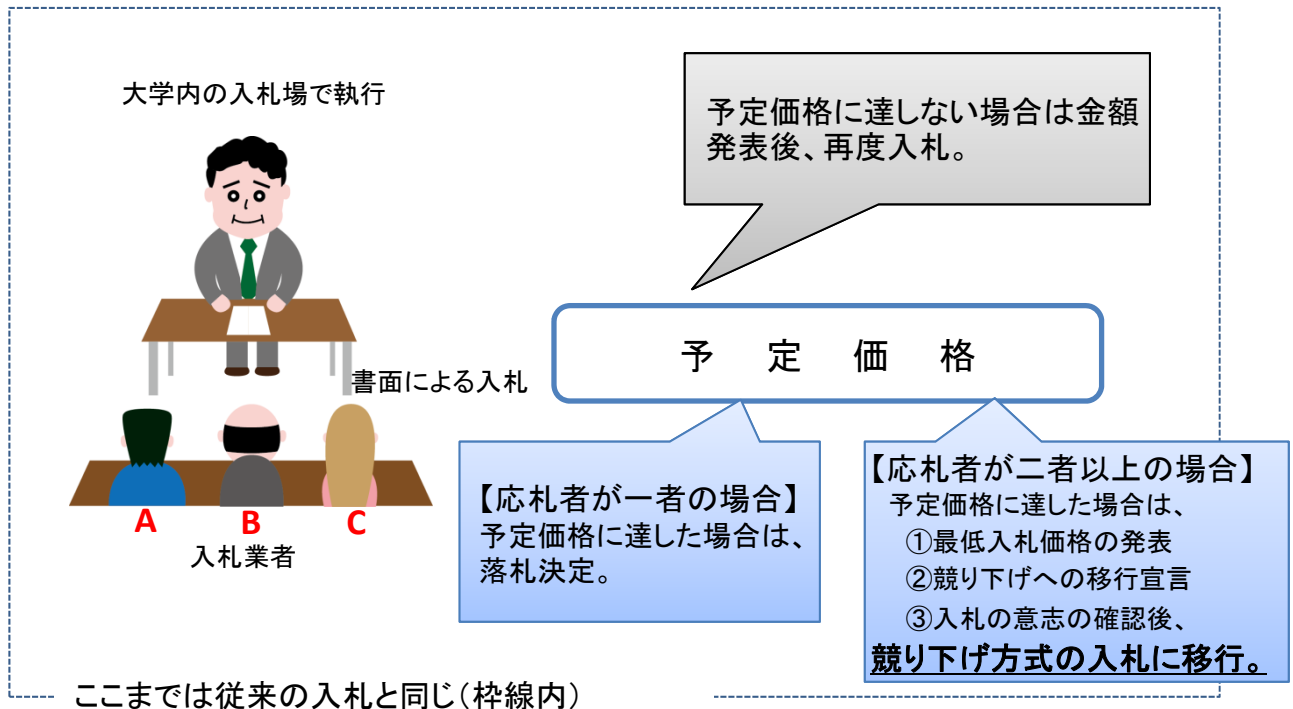 大学内の入札場で執行
予定価格に達しない場合は金額
発表後、再度入札。
予 定 価 格
書面による入札
A B C
入札業者
【応札者が一者の場合】
予定価格に達した場合は、
落札決定。
【応札者が二者以上の場合】
予定価格に達した場合は、
①最低入札価格の発表
②競り下げへの移行宣言
③入札の意志の確認後、
競り下げ方式の入札に移行。
ここまでは従来の入札と同じ(枠線内)